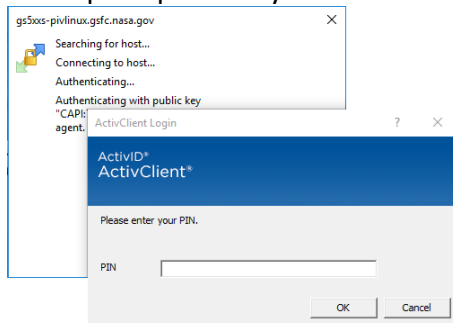 gs5xxs-pivlinux.gsfc.nasa.gov
Searching for host...
Connecting to host...
Authenticating...
Authenticating with public key
"CAPI:
agent.
ActivClient Login
ActivID®
ActivClient®
Please enter your PIN.
PIN
OK
Cancel